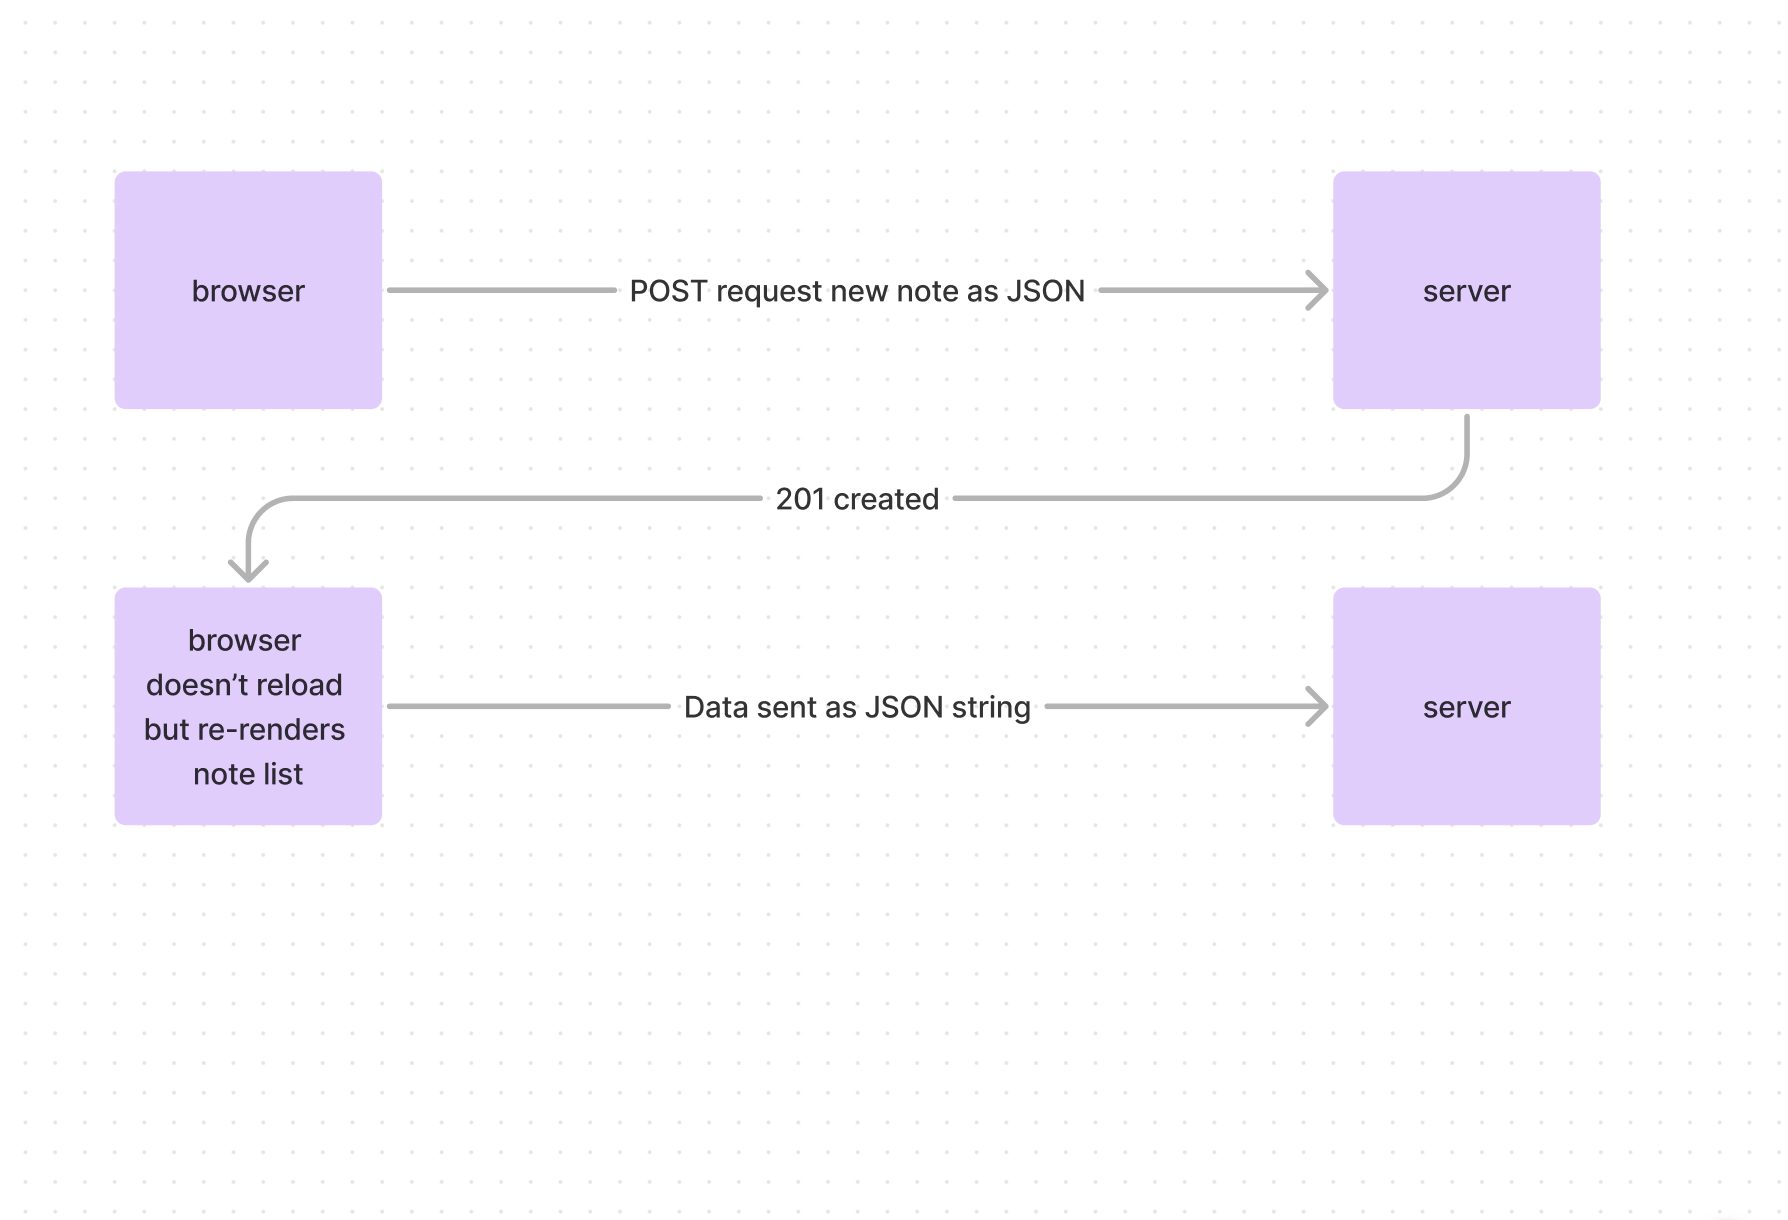 browser
POST request new note as JSON
server
201 created
browser
doesn’t reload
but re-renders
note list
Data sent as JSON string
server